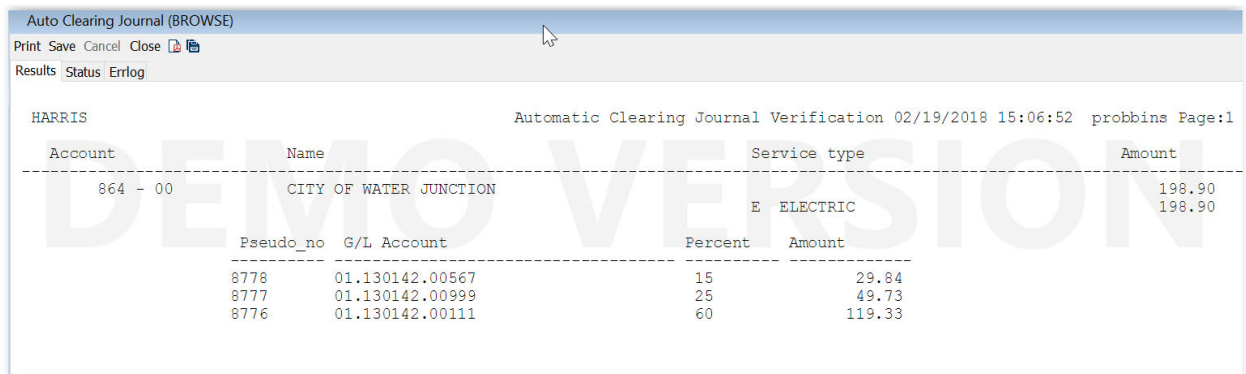 Auto Clearing Journal (BROWSE)
Print Save Cancel Close
Results Status Errlog
HARRIS Automatic Clearing Journal Verification 02/19/2018 15:06:52 probbins Page:1
Account Name Service type Amount
864 - 00 CITY OF WATER JUNCTION 198.90
E ELECTRIC 198.90
DEMO VERSION
Pseudo_no G/L Account Percent Amount
8778 01.130142.00567 15 29.84
8777 01.130142.00999 25 49.73
8776 01.130142.00111 60 119.33